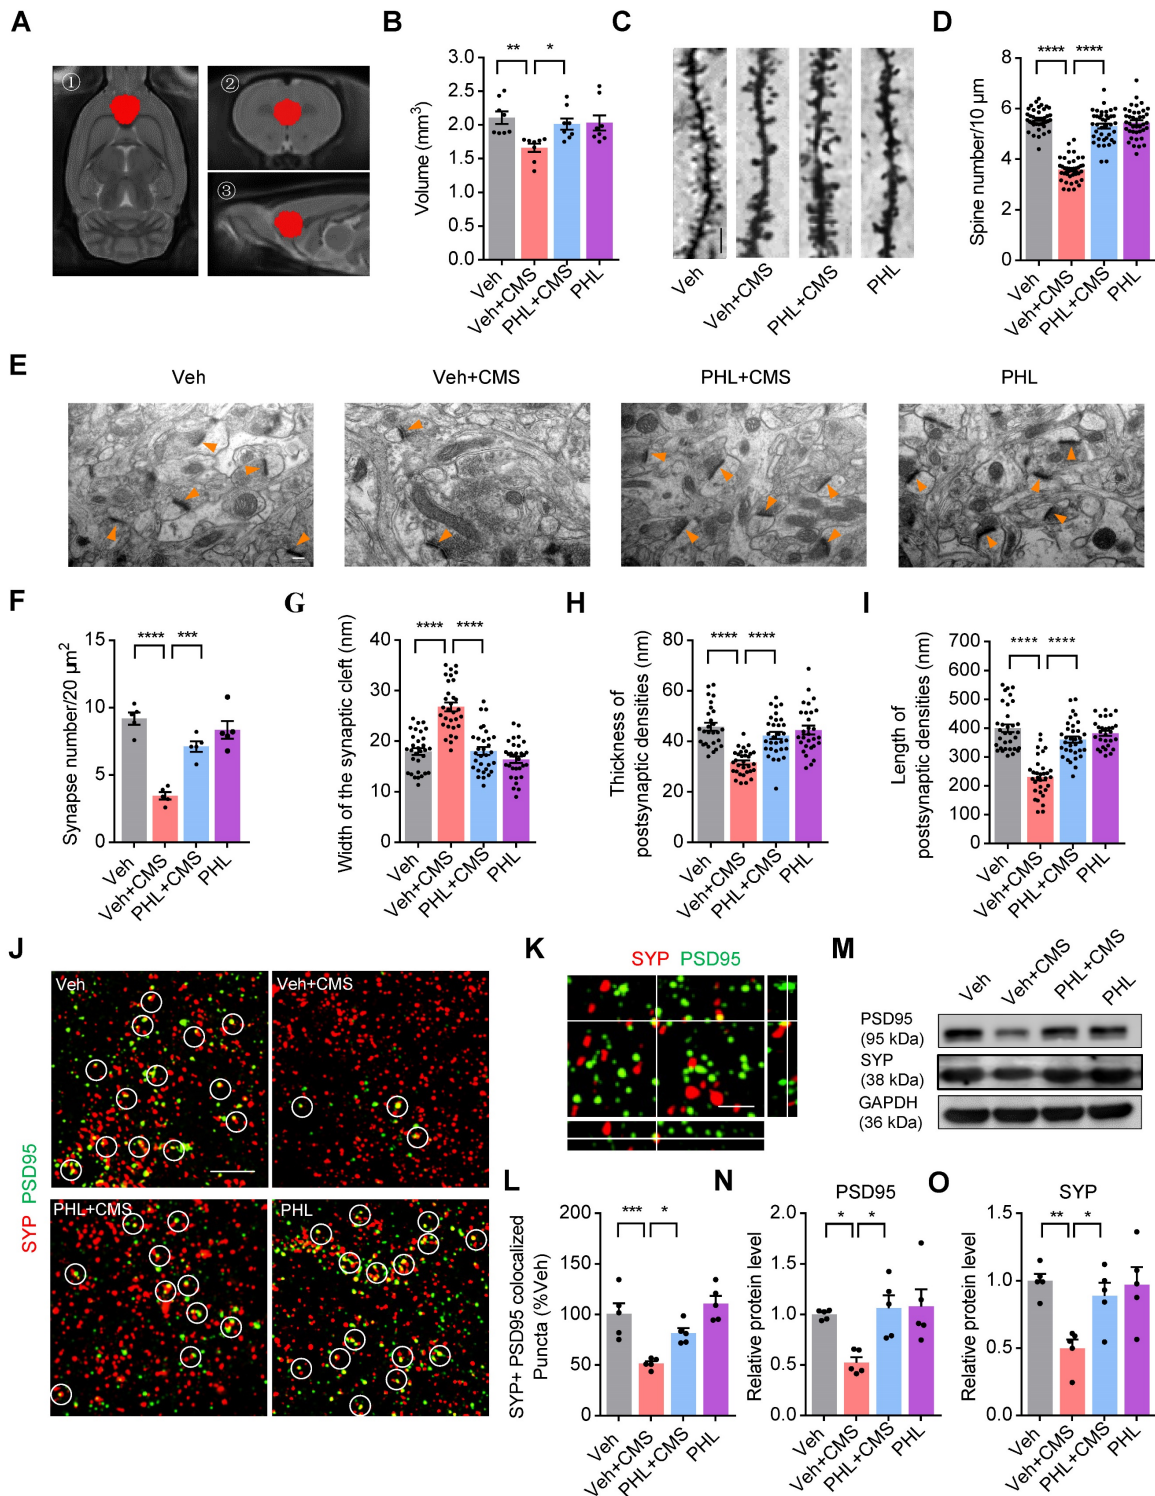 A
①
②
③
B
Volume (mm³)
3.0
2.5
2.0
1.5
1.0
0.5
0.0
** *
Veh
Veh+CMS
PHL+CMS
PHL
C
Veh
Veh+CMS
PHL+CMS
PHL
D
Spine number/10 µm
8
6
4
2
0
**** ****
Veh
Veh+CMS
PHL+CMS
PHL
E
Veh
Veh+CMS
PHL+CMS
PHL
F
Synapse number/20 µm²
15
10
5
0
**** ***
Veh
Veh+CMS
PHL+CMS
PHL
G
Width of the synaptic cleft (nm)
40
30
20
10
0
**** ****
Veh
Veh+CMS
PHL+CMS
PHL
H
Thickness of
postsynaptic densities (nm)
80
60
40
20
0
**** ****
Veh
Veh+CMS
PHL+CMS
PHL
I
Length of
postsynaptic densities (nm)
700
600
500
400
300
200
100
0
**** ****
Veh
Veh+CMS
PHL+CMS
PHL
J
SYP PSD95
Veh
Veh+CMS
PHL+CMS
PHL
K
SYP PSD95
L
SYP+ PSD95 colocalized
Puncta (%Veh)
200
150
100
50
0
*** *
Veh
Veh+CMS
PHL+CMS
PHL
M
Veh
Veh+CMS
PHL+CMS
PHL
PSD95
(95 kDa)
SYP
(38 kDa)
GAPDH
(36 kDa)
N
PSD95
Relative protein level
2.0
1.5
1.0
0.5
0.0
* *
Veh
Veh+CMS
PHL+CMS
PHL
O
SYP
Relative protein level
1.5
1.0
0.5
0.0
** *
Veh
Veh+CMS
PHL+CMS
PHL